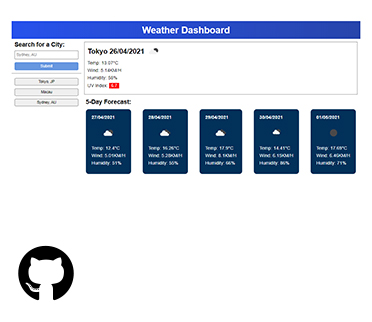 Weather Dashboard
Search for a City:
Sydney, AU
Submit
Tokyo, JP
Macau
Sydney, AU
Tokyo 26/04/2021
Temp: 13.07°C
Wind: 5.14KM/H
Humidity: 50%
UV Index: 9.7
5-Day Forecast:
27/04/2021
Temp: 12.4°C
Wind: 5.01KM/H
Humidity: 51%
28/04/2021
Temp: 16.26°C
Wind: 5.28KM/H
Humidity: 55%
29/04/2021
Temp: 17.9°C
Wind: 6.1KM/H
Humidity: 66%
30/04/2021
Temp: 14.41°C
Wind: 6.15KM/H
Humidity: 86%
01/05/2021
Temp: 17.68°C
Wind: 6.46KM/H
Humidity: 71%